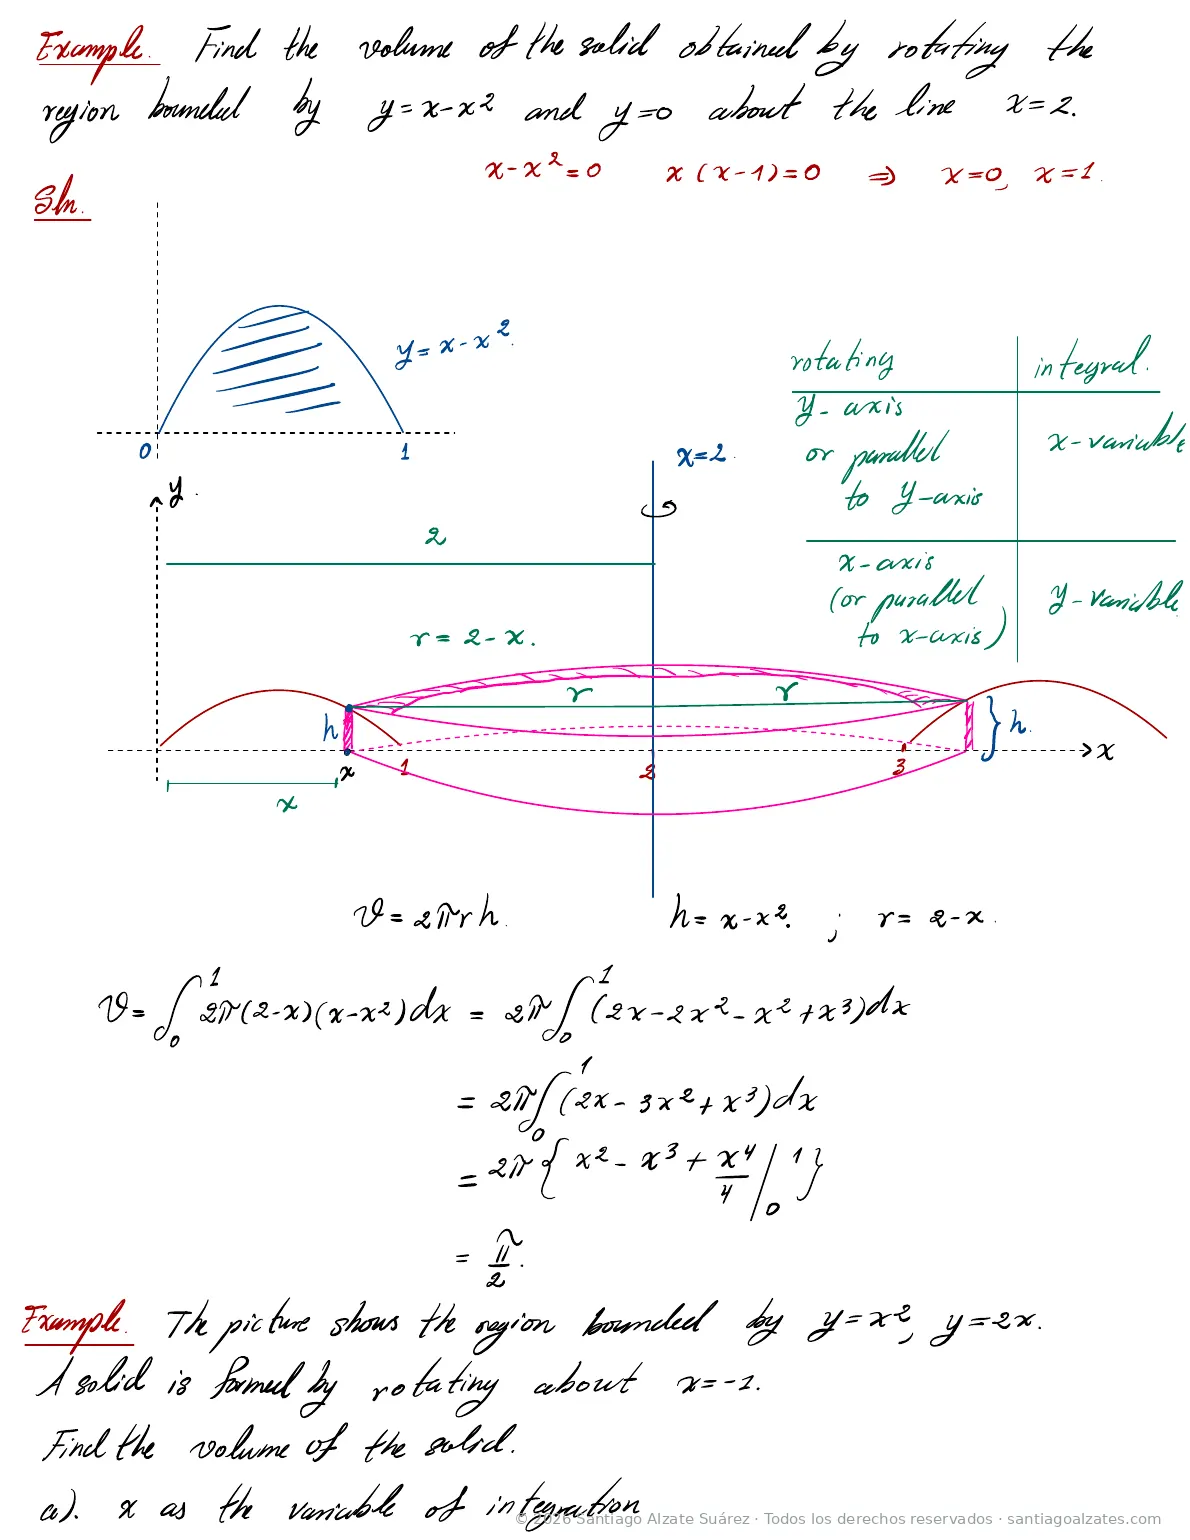 Example. Find the volume of the solid obtained by rotating the
region bounded by y=x-x² and y=0 about the line x=2.
x-x²=0 x(x-1)=0 ⇒ x=0, x=1.
Sln.
y=x-x².
0 1
rotating integral.
y-axis
or parallel
to y-axis
x-variable
x-axis
(or parallel
to x-axis)
y-variable
x=2.
y.
2
r=2-x.
r r
h } h.
x 1 2 3 x
x
V=2πrh. h=x-x². ; r=2-x.
V=∫₀¹ 2π(2-x)(x-x²)dx = 2π∫₀¹ (2x-2x²-x²+x³)dx
= 2π∫₀¹ (2x-3x²+x³)dx
= 2π{ x²-x³+x⁴/4 |₀¹ }
= π/2.
Example. The picture shows the region bounded by y=x², y=2x.
A solid is formed by rotating about x=-1.
Find the volume of the solid.
a). x as the variable of integration
© 2026 Santiago Alzate Suárez · Todos los derechos reservados · santiagoalzates.com